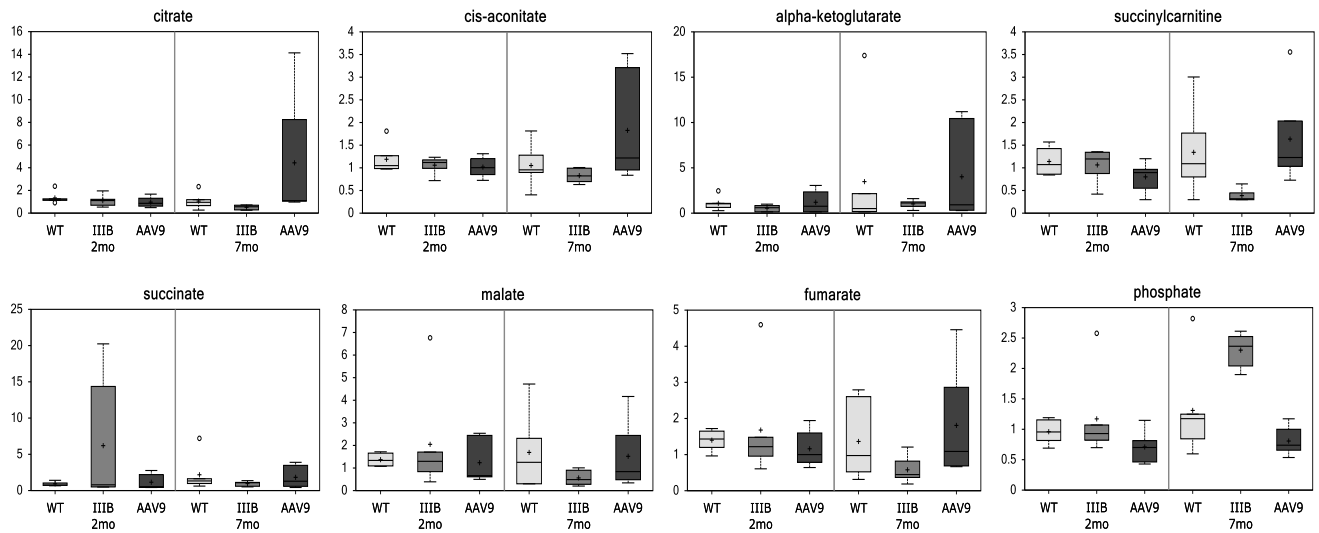 citrate
16
14
12
10
8
6
4
2
0
WT IIIB AAV9 WT IIIB AAV9
2mo 7mo
cis-aconitate
4
3.5
3
2.5
2
1.5
1
0.5
0
WT IIIB AAV9 WT IIIB AAV9
2mo 7mo
alpha-ketoglutarate
20
15
10
5
0
WT IIIB AAV9 WT IIIB AAV9
2mo 7mo
succinylcarnitine
4
3.5
3
2.5
2
1.5
1
0.5
0
WT IIIB AAV9 WT IIIB AAV9
2mo 7mo
succinate
25
20
15
10
5
0
WT IIIB AAV9 WT IIIB AAV9
2mo 7mo
malate
8
7
6
5
4
3
2
1
0
WT IIIB AAV9 WT IIIB AAV9
2mo 7mo
fumarate
5
4
3
2
1
0
WT IIIB AAV9 WT IIIB AAV9
2mo 7mo
phosphate
3
2.5
2
1.5
1
0.5
0
WT IIIB AAV9 WT IIIB AAV9
2mo 7mo